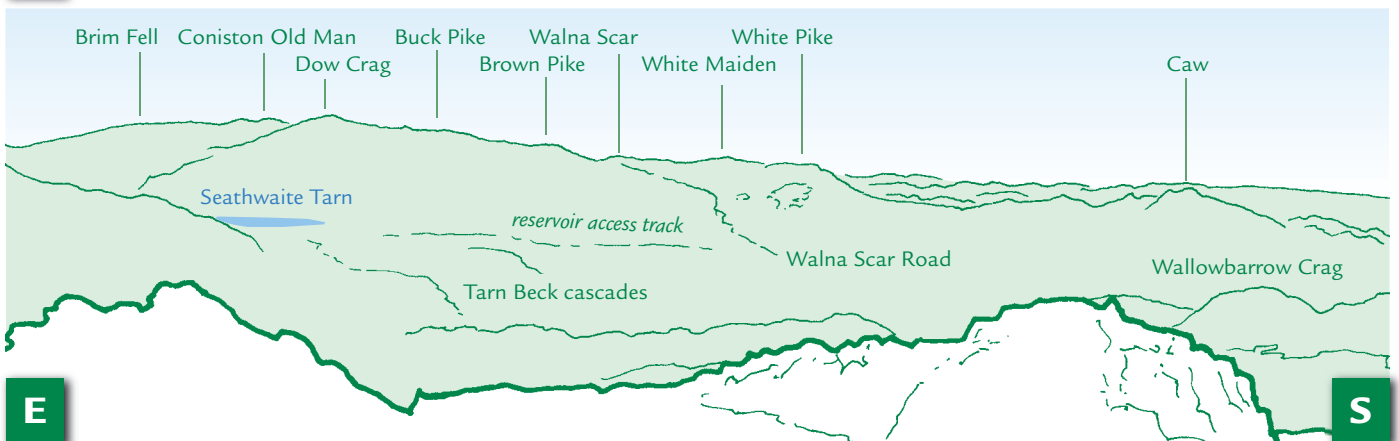 Brim Fell
Coniston Old Man
Buck Pike
Walna Scar
White Pike
Dow Crag
Brown Pike
White Maiden
Caw
Seathwaite Tarn
reservoir access track
Walna Scar Road
Wallowbarrow Crag
Tarn Beck cascades
E
S